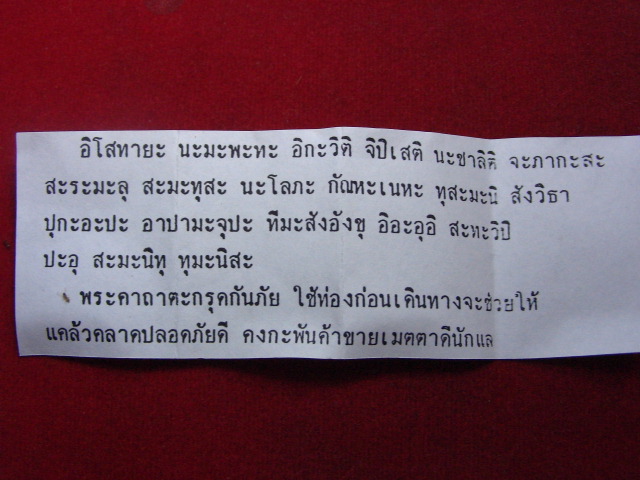 อิโสทายะ นะมะพะทะ อิกะวิติ จิปิเสติ นะชาลิติ จะภากะสะ
สะระมะลุ สะมะทุสะ นะโลภะ กัณหะเนหะ ทุสะมะนิ สังวิธา
ปุกะอะปะ อาปามะจุปะ ทีมะสังอังขุ อิอะอุอิ สะหะวิปิ
ปะอุ สะมะนิทุ ทุมะนิสะ
พระคาถาตะกรุดกันภัย ใช้ท่องก่อนเดินทางจะช่วยให้
แคล้วคลาดปลอดภัยดี คงกะพันค้าขายเมตตาดีนักแล